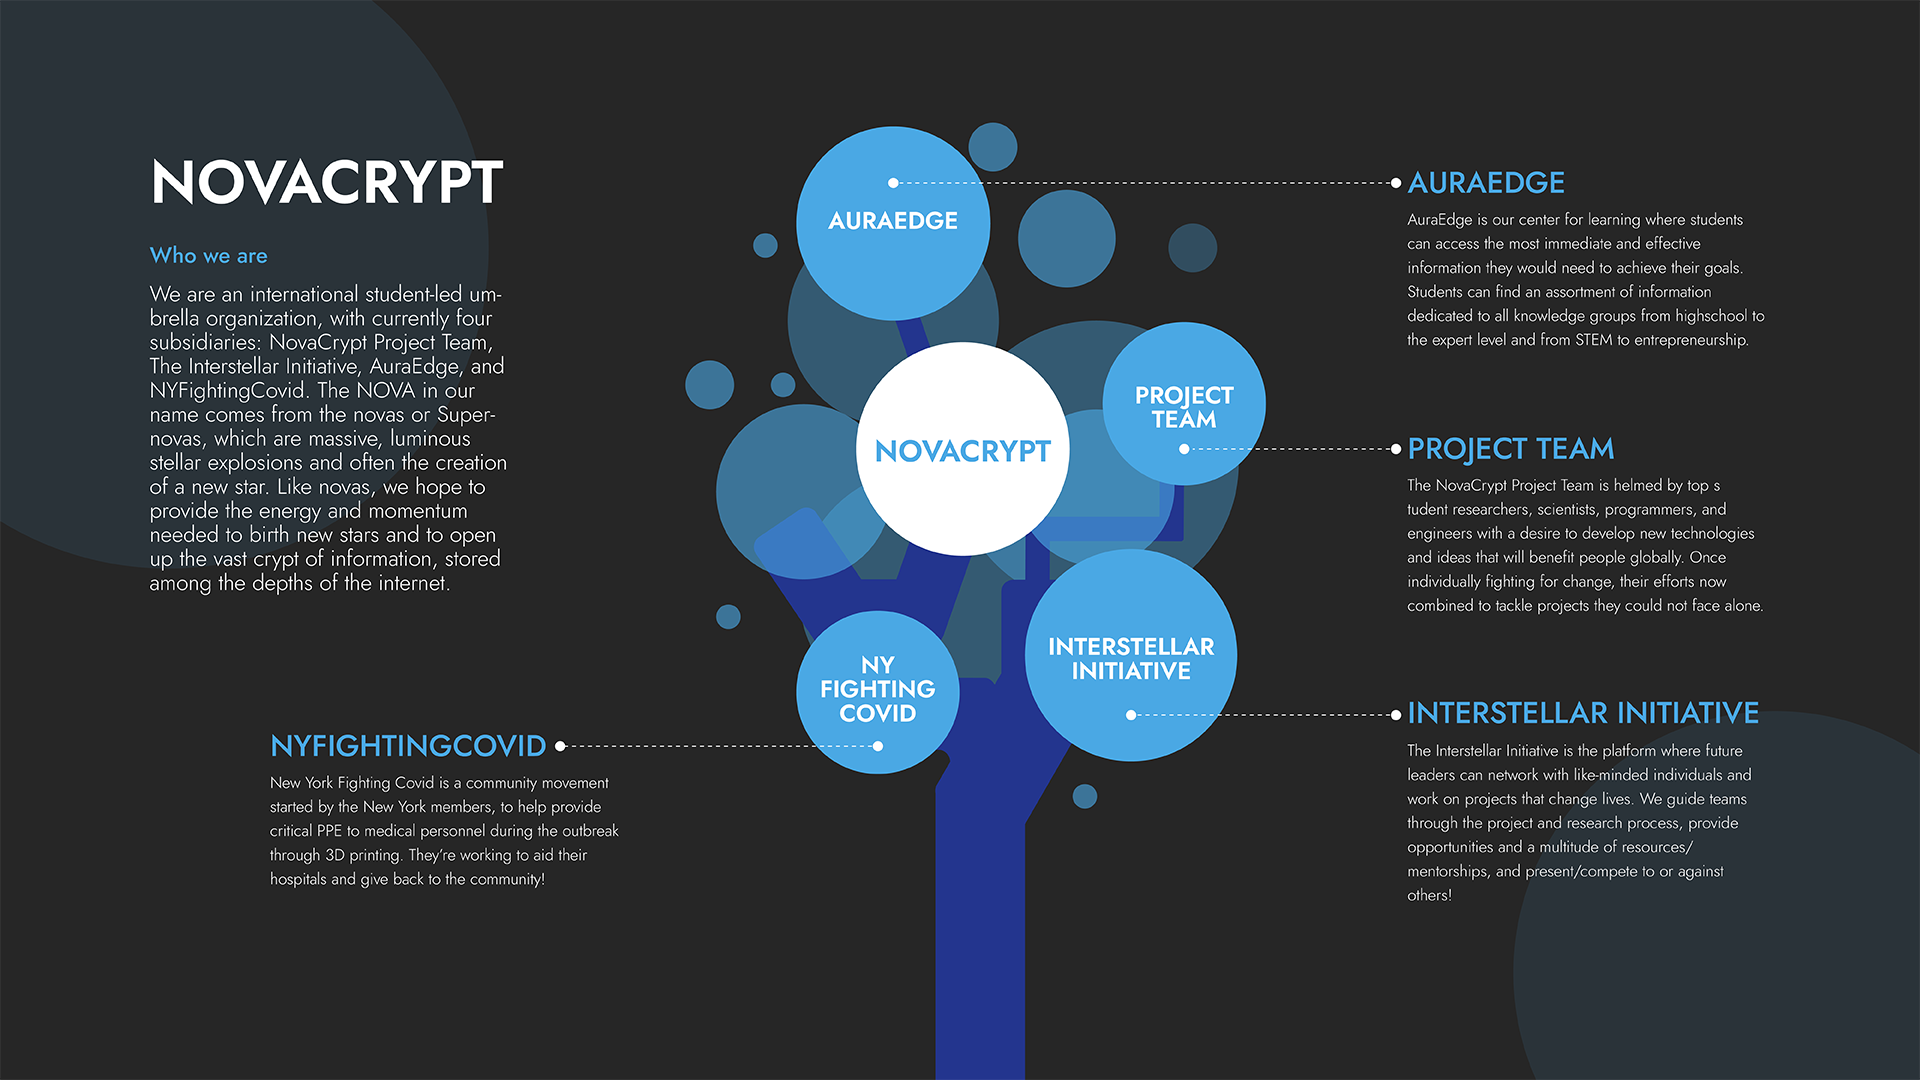 NOVACRYPT
Who we are
We are an international student-led um-
brella organization, with currently four
subsidiaries: NovaCrypt Project Team,
The Interstellar Initiative, AuraEdge, and
NYFightingCovid. The NOVA in our
name comes from the novas or Super-
novas, which are massive, luminous
stellar explosions and often the creation
of a new star. Like novas, we hope to
provide the energy and momentum
needed to birth new stars and to open
up the vast crypt of information, stored
among the depths of the internet.
NYFIGHTINGCOVID
New York Fighting Covid is a community movement
started by the New York members, to help provide
critical PPE to medical personnel during the outbreak
through 3D printing. They're working to aid their
hospitals and give back to the community!
AURAEDGE
NOVACRYPT
PROJECT
TEAM
NY
FIGHTING
COVID
INTERSTELLAR
INITIATIVE
AURAEDGE
AuraEdge is our center for learning where students
can access the most immediate and effective
information they would need to achieve their goals.
Students can find an assortment of information
dedicated to all knowledge groups from highschool to
the expert level and from STEM to entrepreneurship.
PROJECT TEAM
The NovaCrypt Project Team is helmed by top s
tudent researchers, scientists, programmers, and
engineers with a desire to develop new technologies
and ideas that will benefit people globally. Once
individually fighting for change, their efforts now
combined to tackle projects they could not face alone.
INTERSTELLAR INITIATIVE
The Interstellar Initiative is the platform where future
leaders can network with like-minded individuals and
work on projects that change lives. We guide teams
through the project and research process, provide
opportunities and a multitude of resources/
mentorships, and present/compete to or against
others!